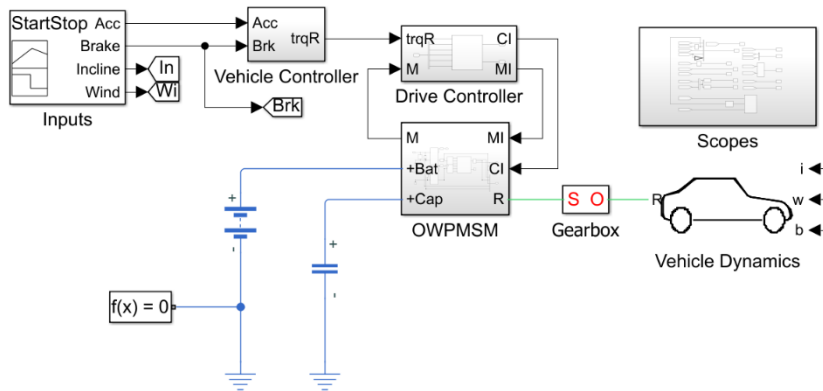 StartStop
Acc
Brake
Incline
Wind
Inputs
In
Wi
Acc
Brk
trqR
Vehicle Controller
Brk
trqR
M
CI
MI
Drive Controller
M
+Bat
+Cap
MI
CI
R
OWPMSM
S O
Gearbox
Scopes
R
i
w
b
Vehicle Dynamics
+
-
+
-
f(x) = 0